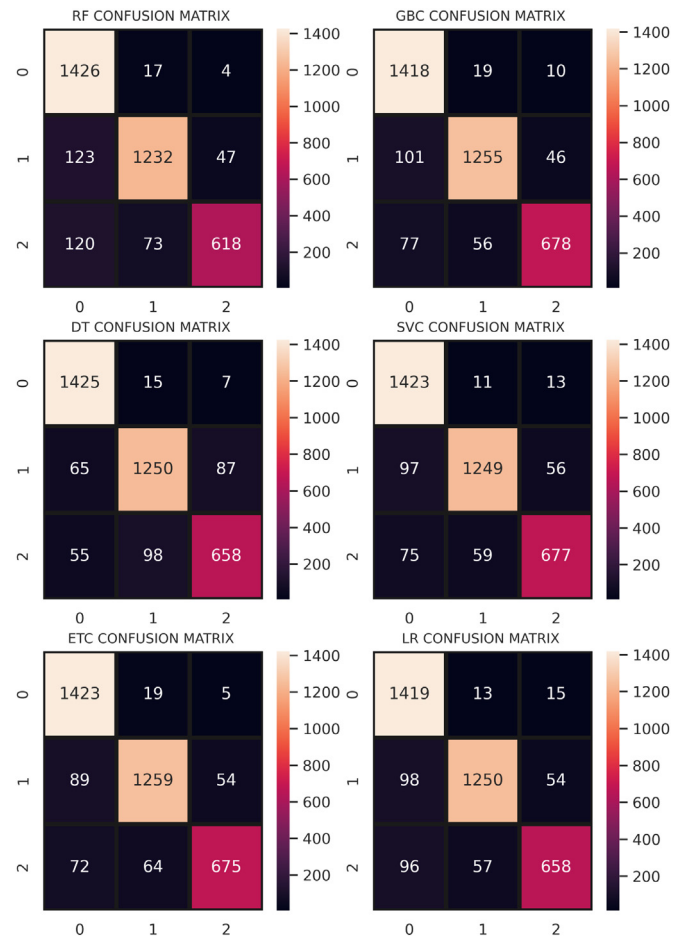 RF CONFUSION MATRIX
0 1426 17 4
1 123 1232 47
2 120 73 618
0 1 2
1400
1200
1000
800
600
400
200
GBC CONFUSION MATRIX
0 1418 19 10
1 101 1255 46
2 77 56 678
0 1 2
1400
1200
1000
800
600
400
200
DT CONFUSION MATRIX
0 1425 15 7
1 65 1250 87
2 55 98 658
0 1 2
1400
1200
1000
800
600
400
200
SVC CONFUSION MATRIX
0 1423 11 13
1 97 1249 56
2 75 59 677
0 1 2
1400
1200
1000
800
600
400
200
ETC CONFUSION MATRIX
0 1423 19 5
1 89 1259 54
2 72 64 675
0 1 2
1400
1200
1000
800
600
400
200
LR CONFUSION MATRIX
0 1419 13 15
1 98 1250 54
2 96 57 658
0 1 2
1400
1200
1000
800
600
400
200